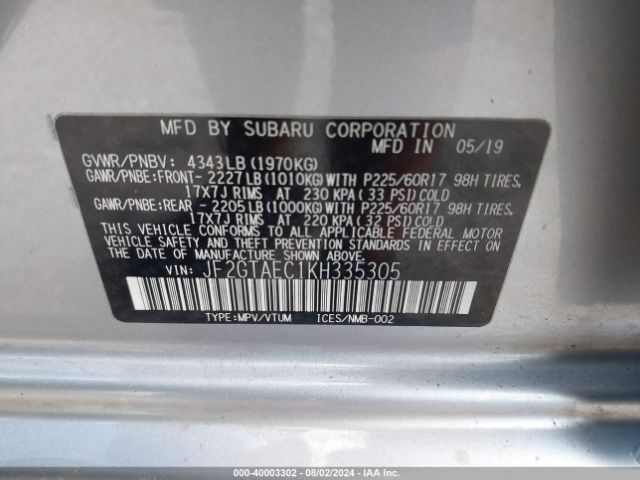 MFD BY SUBARU CORPORATION
MFD IN 05/19
GVWR/PNBV: 4343LB (1970KG)
GAWR/PNBE:FRONT- 2227LB(1010KG)WITH P225/60R17 98H TIRES,
17X7J RIMS AT 230 KPA (33 PSI)COLD
GAWR/PNBE:REAR - 2205LB(1000KG)WITH P225/60R17 98H TIRES,
17X7J RIMS AT 220 KPA (32 PSI) COLD
THIS VEHICLE CONFORMS TO ALL APPLICABLE FEDERAL MOTOR
VEHICLE SAFETY AND BUMPER STANDARDS IN EFFECT ON
THE DATE OF MANUFACTURE SHOWN ABOVE.
VIN: JF2GTAEC1KH335305
TYPE:MPV/VTUM ICES/NMB-002
000-40003302 - 08/02/2024 - IAA Inc.